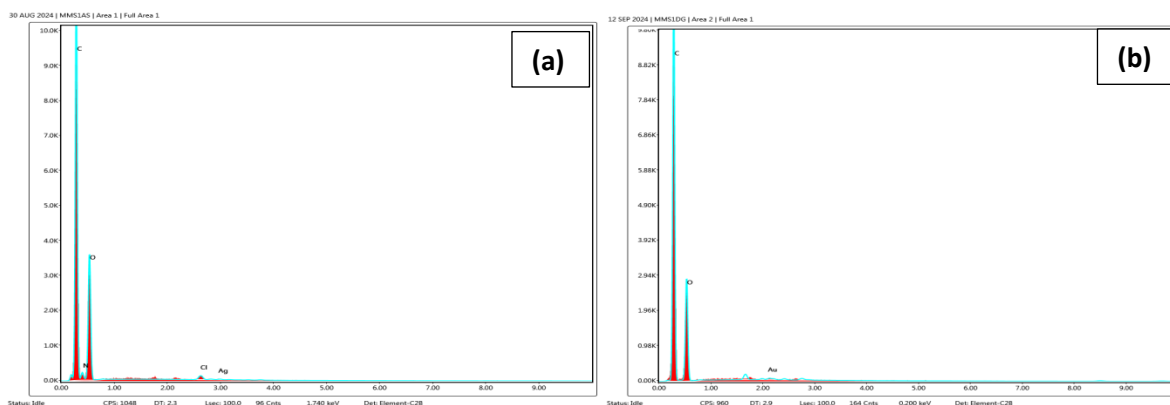 30 AUG 2024 | MMS1AS | Area 1 | Full Area 1
(a)
10.0K
9.0K
8.0K
7.0K
6.0K
5.0K
4.0K
3.0K
2.0K
1.0K
0.0K
C
O
N
Cl
Ag
0.00 1.00 2.00 3.00 4.00 5.00 6.00 7.00 8.00 9.00
Status: Idle CPS: 1048 DT: 2.3 Lsec: 100.0 96 Cnts 1.740 keV Det: Element-C2B
12 SEP 2024 | MMS1DG | Area 2 | Full Area 1
(b)
9.80K
8.82K
7.84K
6.86K
5.88K
4.90K
3.92K
2.94K
1.96K
0.98K
0.00K
C
O
Au
0.00 1.00 2.00 3.00 4.00 5.00 6.00 7.00 8.00 9.00
Status: Idle CPS: 960 DT: 2.9 Lsec: 100.0 164 Cnts 0.200 keV Det: Element-C2B